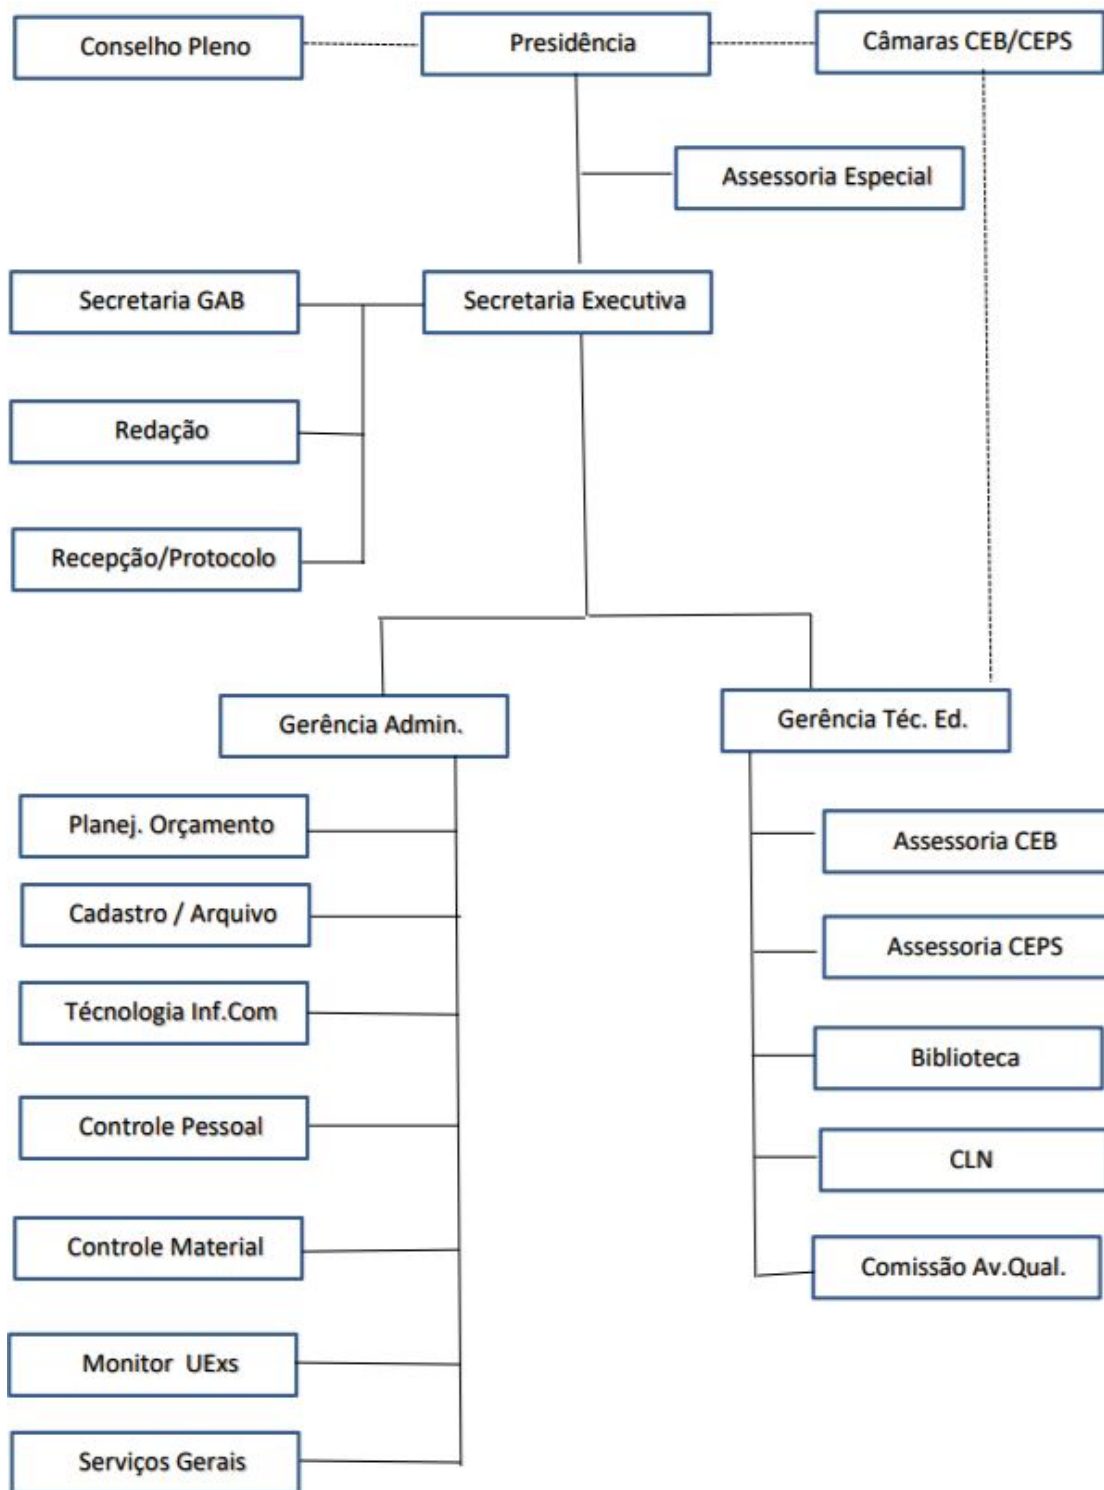 Conselho Pleno
Presidência
Câmaras CEB/CEPS
Assessoria Especial
Secretaria GAB
Secretaria Executiva
Redação
Recepção/Protocolo
Gerência Admin.
Gerência Téc. Ed.
Planej. Orçamento
Cadastro / Arquivo
Técnologia Inf.Com
Controle Pessoal
Controle Material
Monitor UExs
Serviços Gerais
Assessoria CEB
Assessoria CEPS
Biblioteca
CLN
Comissão Av.Qual.